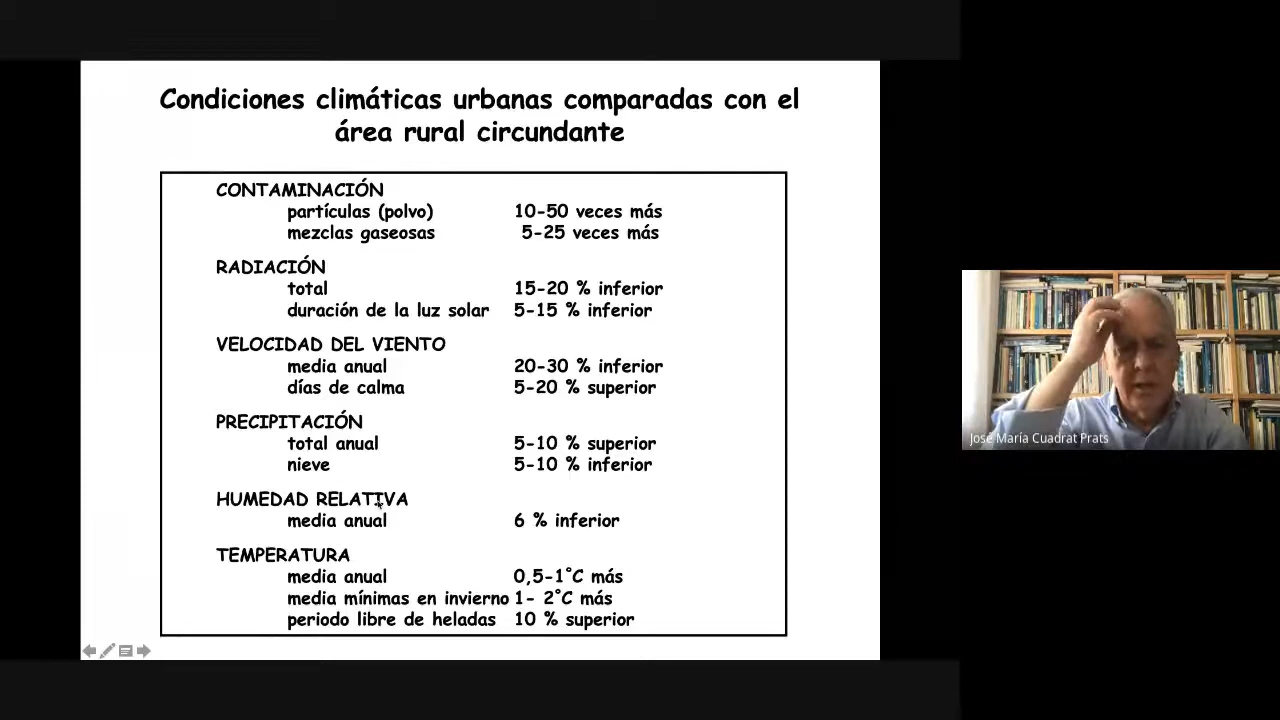 Condiciones climáticas urbanas comparadas con el
área rural circundante
CONTAMINACIÓN
partículas (polvo) 10-50 veces más
mezclas gaseosas 5-25 veces más
RADIACIÓN
total 15-20 % inferior
duración de la luz solar 5-15 % inferior
VELOCIDAD DEL VIENTO
media anual 20-30 % inferior
días de calma 5-20 % superior
PRECIPITACIÓN
total anual 5-10 % superior
nieve 5-10 % inferior
HUMEDAD RELATIVA
media anual 6 % inferior
TEMPERATURA
media anual 0,5-1°C más
media mínimas en invierno 1- 2°C más
periodo libre de heladas 10 % superior
José María Cuadrat Prats